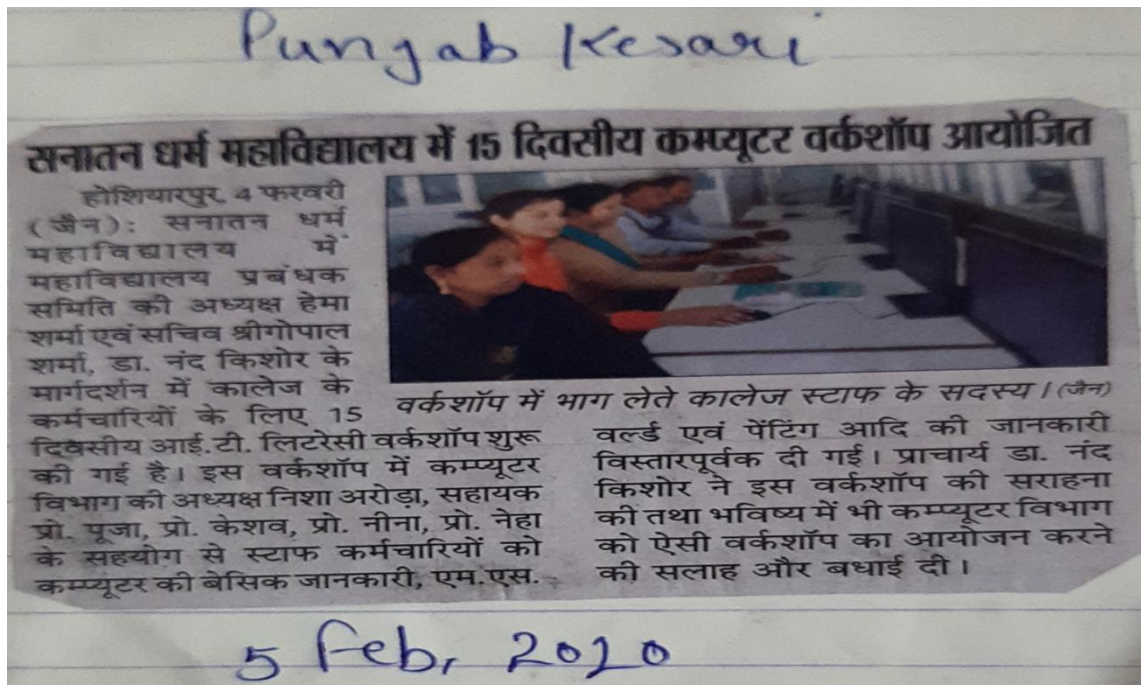 Punjab Kesari
सनातन धर्म महाविद्यालय में 15 दिवसीय कम्प्यूटर वर्कशॉप आयोजित
होशियारपुर, 4 फरवरी
(जैन): सनातन धर्म
महाविद्यालय में
महाविद्यालय प्रबंधक
समिति की अध्यक्ष हेमा
शर्मा एवं सचिव श्रीगोपाल
शर्मा, डा. नंद किशोर के
मार्गदर्शन में कालेज के
कर्मचारियों के लिए 15
दिवसीय आई.टी. लिटरेसी वर्कशॉप शुरू
की गई है। इस वर्कशॉप में कम्प्यूटर
विभाग की अध्यक्ष निशा अरोड़ा, सहायक
प्रो. पूजा, प्रो. केशव, प्रो. नीना, प्रो. नेहा
के सहयोग से स्टाफ कर्मचारियों को
कम्प्यूटर की बेसिक जानकारी, एम.एस.
वर्कशॉप में भाग लेते कालेज स्टाफ के सदस्य। (जैन)
वर्ल्ड एवं पेंटिंग आदि की जानकारी
विस्तारपूर्वक दी गई। प्राचार्य डा. नंद
किशोर ने इस वर्कशॉप की सराहना
की तथा भविष्य में भी कम्प्यूटर विभाग
को ऐसी वर्कशॉप का आयोजन करने
की सलाह और बधाई दी।
5 Feb, 2020